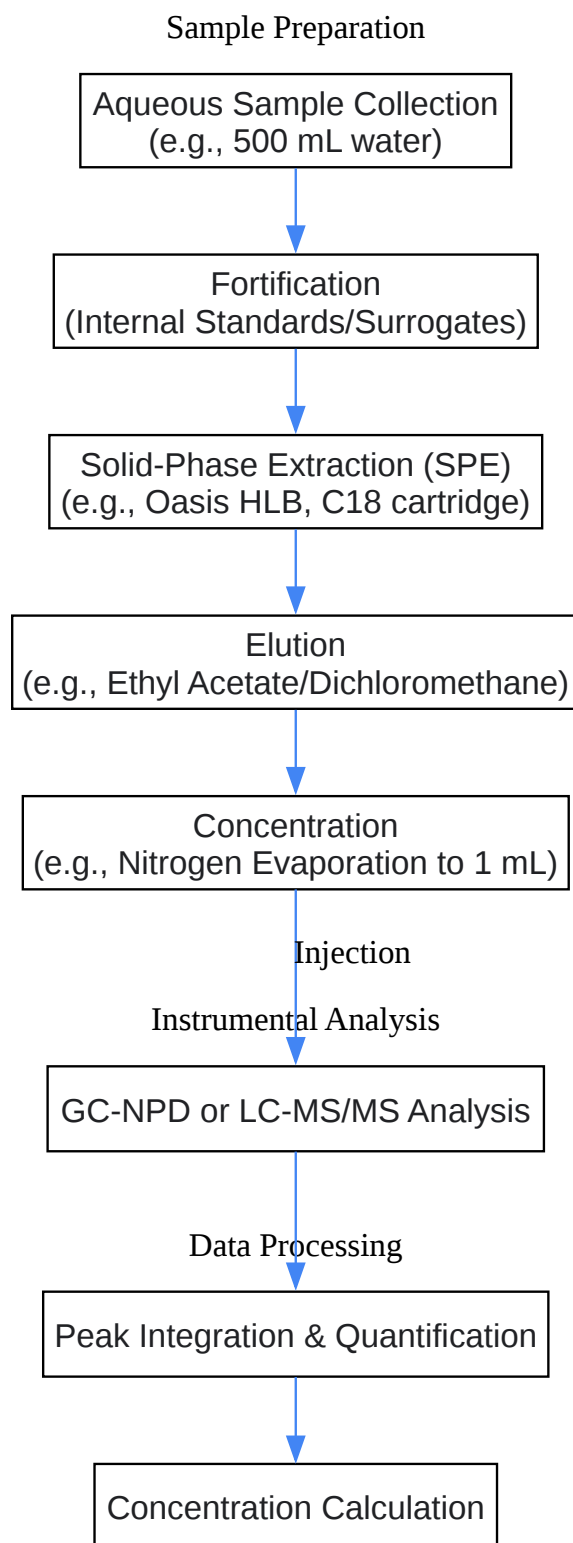 Sample Preparation
Aqueous Sample Collection
(e.g., 500 mL water)
Fortification
(Internal Standards/Surrogates)
Solid-Phase Extraction (SPE)
(e.g., Oasis HLB, C18 cartridge)
Elution
(e.g., Ethyl Acetate/Dichloromethane)
Concentration
(e.g., Nitrogen Evaporation to 1 mL)
Injection
Instrumental Analysis
GC-NPD or LC-MS/MS Analysis
Data Processing
Peak Integration & Quantification
Concentration Calculation